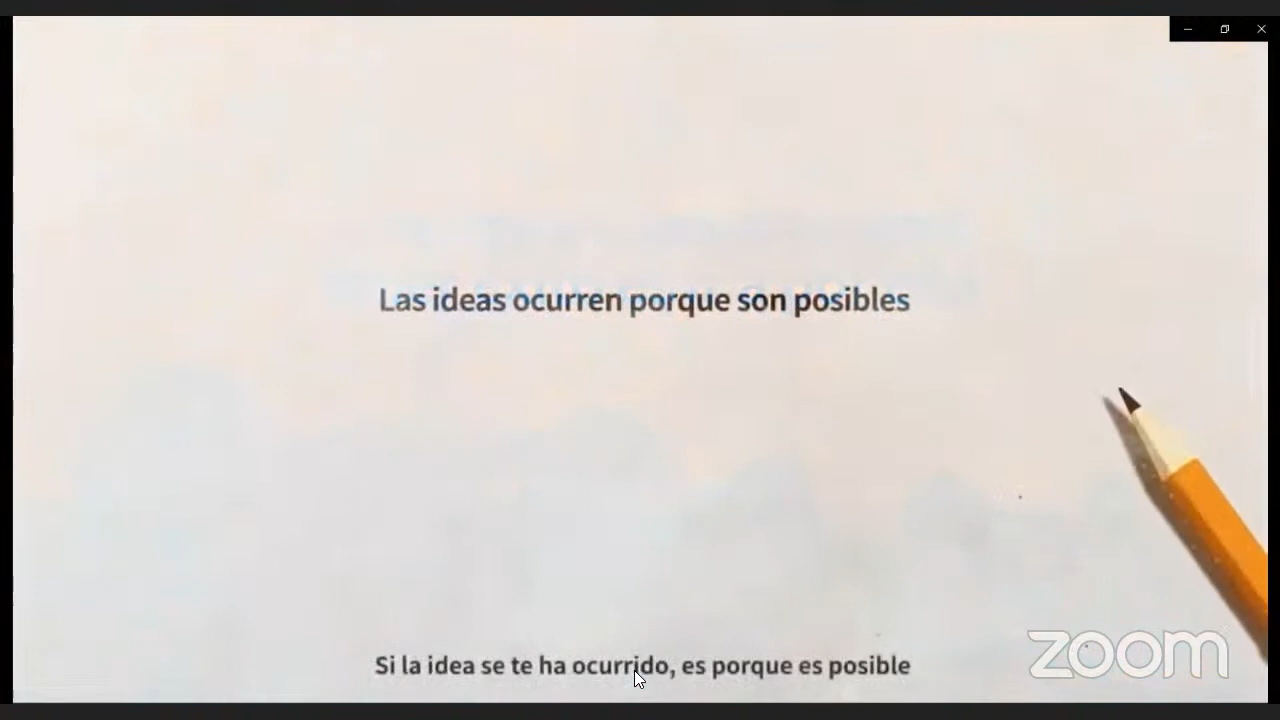 Las ideas ocurren porque son posibles
Si la idea se te ha ocurrido, es porque es posible
zoom